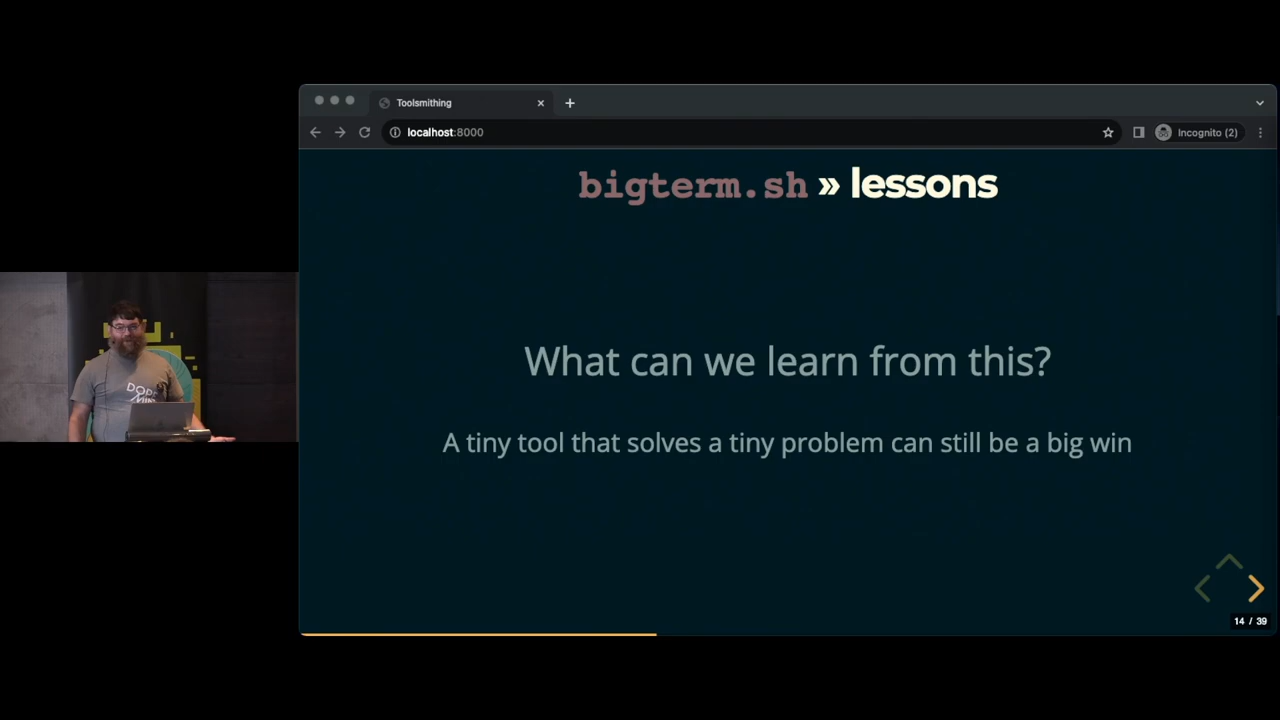 Toolsmithing
localhost:8000
Incognito (2)
bigterm.sh » lessons
What can we learn from this?
A tiny tool that solves a tiny problem can still be a big win
14 / 39